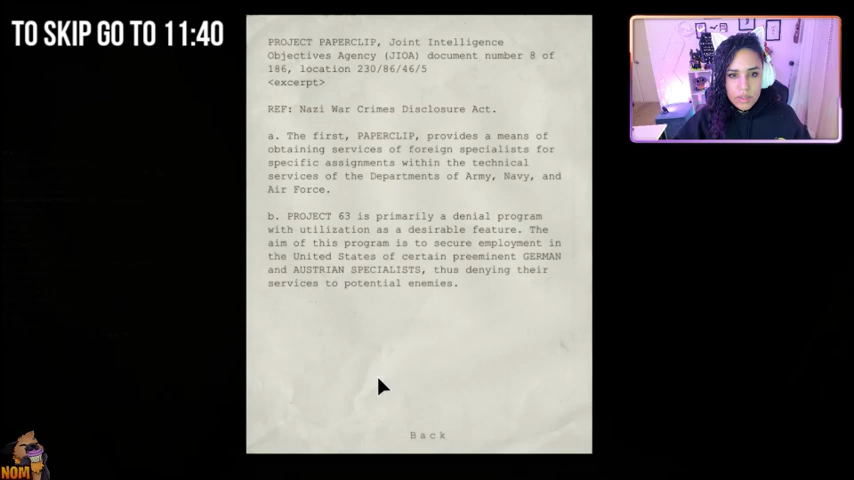 TO SKIP GO TO 11:40
PROJECT PAPERCLIP, Joint Intelligence
Objectives Agency (JIOA) document number 8 of
186, location 230/86/46/5
<excerpt>
REF: Nazi War Crimes Disclosure Act.
a. The first, PAPERCLIP, provides a means of
obtaining services of foreign specialists for
specific assignments within the technical
services of the Departments of Army, Navy, and
Air Force.
b. PROJECT 63 is primarily a denial program
with utilization as a desirable feature. The
aim of this program is to secure employment in
the United States of certain preeminent GERMAN
and AUSTRIAN SPECIALISTS, thus denying their
services to potential enemies.
Back
NOM